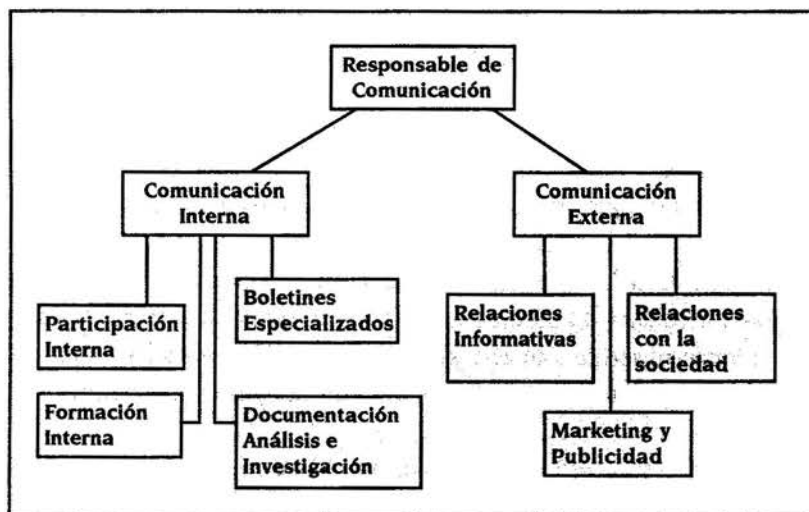 Responsable de
Comunicación
Comunicación
Interna
Comunicación
Externa
Participación
Interna
Boletines
Especializados
Formación
Interna
Documentación
Análisis e
Investigación
Relaciones
Informativas
Relaciones
con la
sociedad
Marketing y
Publicidad